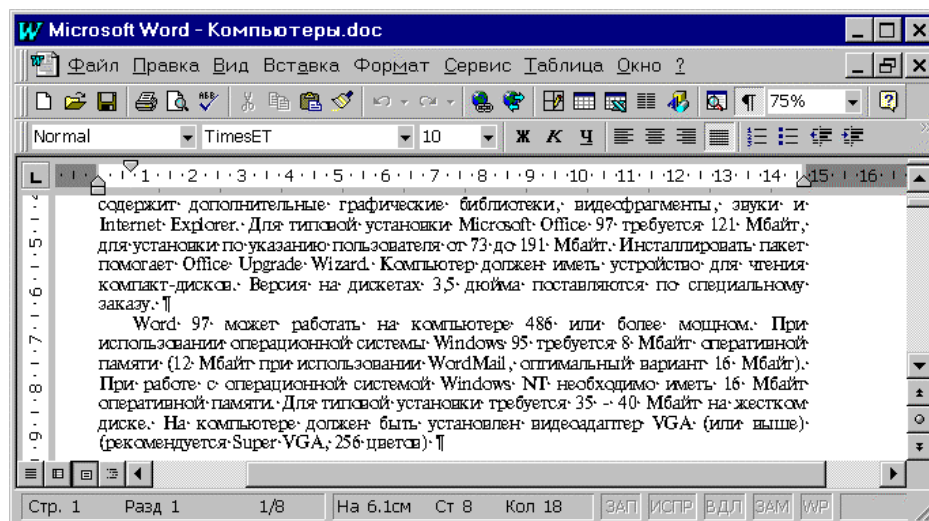 Microsoft Word - Компьютеры.doc
Файл Правка Вид Вставка Формат Сервис Таблица Окно ?
¶ 75%
Normal TimesET 10 Ж К Ч
L 1 2 3 4 5 6 7 8 9 10 11 12 13 14 15 16
содержит дополнительные графические библиотеки, видеофрагменты, звуки и
Internet Explorer. Для типовой установки Microsoft Office 97 требуется 121 Мбайт,
для установки по указанию пользователя от 73 до 191 Мбайт. Инсталлировать пакет
помогает Office Upgrade Wizard. Компьютер должен иметь устройство для чтения
компакт-дисков. Версия на дискетах 3,5 дюйма поставляются по специальному
заказу. ¶
Word 97 может работать на компьютере 486 или более мощном. При
использовании операционной системы Windows 95 требуется 8 Мбайт оперативной
памяти (12 Мбайт при использовании WordMail, оптимальный вариант 16 Мбайт).
При работе с операционной системой Windows NT необходимо иметь 16 Мбайт
оперативной памяти. Для типовой установки требуется 35 - 40 Мбайт на жестком
диске. На компьютере должен быть установлен видеоадаптер VGA (или выше)
(рекомендуется Super VGA, 256 цветов) ¶
5 6 7 8 9
Стр. 1 Разд 1 1/8 На 6.1см Ст 8 Кол 18 ЗАП ИСПР ВДЛ ЗАМ WP